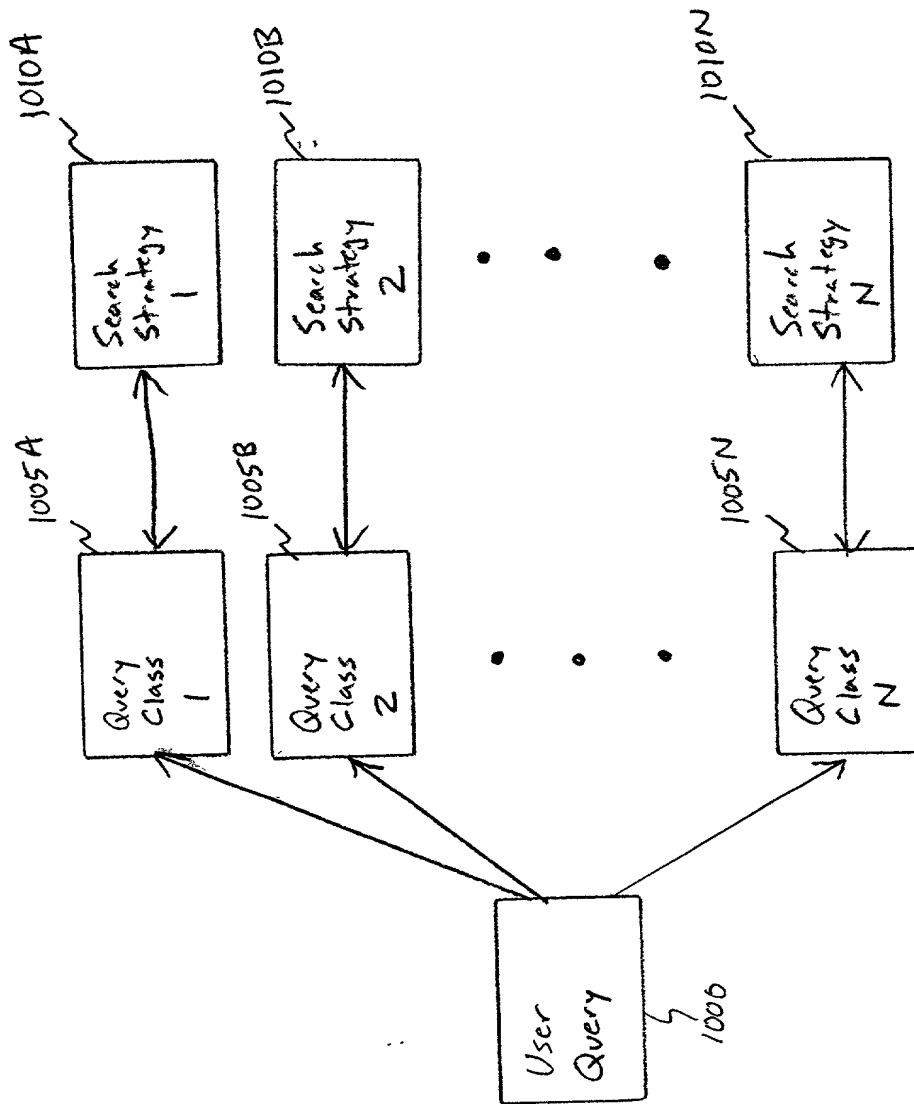 1005A
1010A
Query
Class
1
Search
Strategy
1
1005B
1010B
Query
Class
2
Search
Strategy
2
User
Query
1000
1005N
1010N
Query
Class
N
Search
Strategy
N